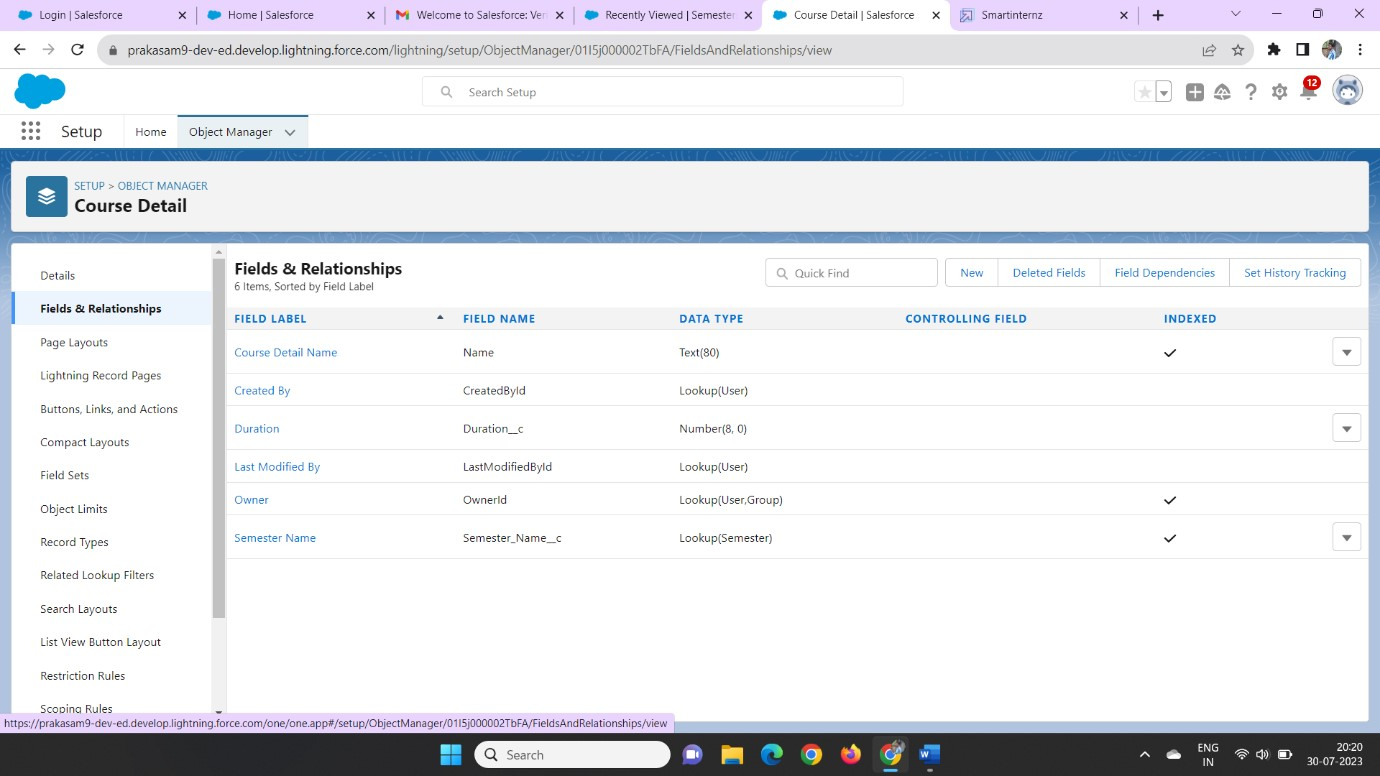 Login | Salesforce
Home | Salesforce
Welcome to Salesforce: Ver
Recently Viewed | Semester
Course Detail | Salesforce
Smartinternz
prakasam9-dev-ed.develop.lightning.force.com/lightning/setup/ObjectManager/01I5j000002TbFA/FieldsAndRelationships/view
Search Setup
12
Setup
Home
Object Manager
SETUP > OBJECT MANAGER
Course Detail
Details
Fields & Relationships
Page Layouts
Lightning Record Pages
Buttons, Links, and Actions
Compact Layouts
Field Sets
Object Limits
Record Types
Related Lookup Filters
Search Layouts
List View Button Layout
Restriction Rules
Scoping Rules
Fields & Relationships
6 Items, Sorted by Field Label
Quick Find
New
Deleted Fields
Field Dependencies
Set History Tracking
FIELD LABEL FIELD NAME DATA TYPE CONTROLLING FIELD INDEXED
Course Detail Name Name Text(80)
Created By CreatedById Lookup(User)
Duration Duration__c Number(8, 0)
Last Modified By LastModifiedById Lookup(User)
Owner OwnerId Lookup(User,Group)
Semester Name Semester_Name__c Lookup(Semester)
https://prakasam9-dev-ed.develop.lightning.force.com/one/one.app#/setup/ObjectManager/01I5j000002TbFA/FieldsAndRelationships/view
Search
ENG
IN
20:20
30-07-2023